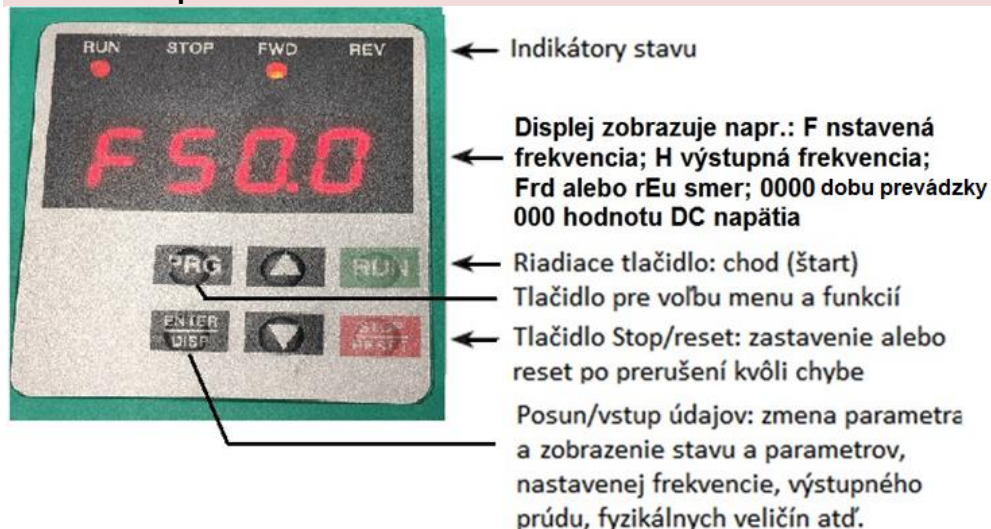 RUN STOP FWD REV
F50.0
PRG RUN
ENTER
DISP
STOP
RESET
Indikátory stavu
Displej zobrazuje napr.: F nstavená
frekvencia; H výstupná frekvencia;
Frd alebo rEu smer; 0000 dobu prevádzky
000 hodnotu DC napätia
Riadiace tlačidlo: chod (štart)
Tlačidlo pre voľbu menu a funkcií
Tlačidlo Stop/reset: zastavenie alebo
reset po prerušení kvôli chybe
Posun/vstup údajov: zmena parametra
a zobrazenie stavu a parametrov,
nastavenej frekvencie, výstupného
prúdu, fyzikálnych veličín atď.